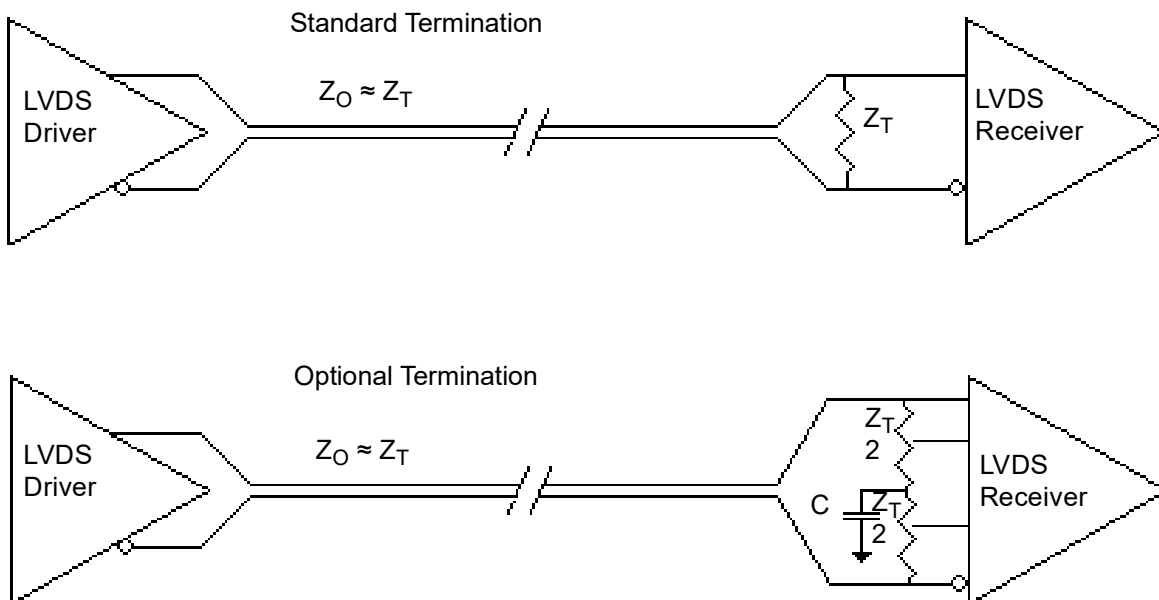 Standard Termination
LVDS
Driver
Z_O ≈ Z_T
Z_T
LVDS
Receiver
Optional Termination
LVDS
Driver
Z_O ≈ Z_T
Z_T
2
C
Z_T
2
LVDS
Receiver